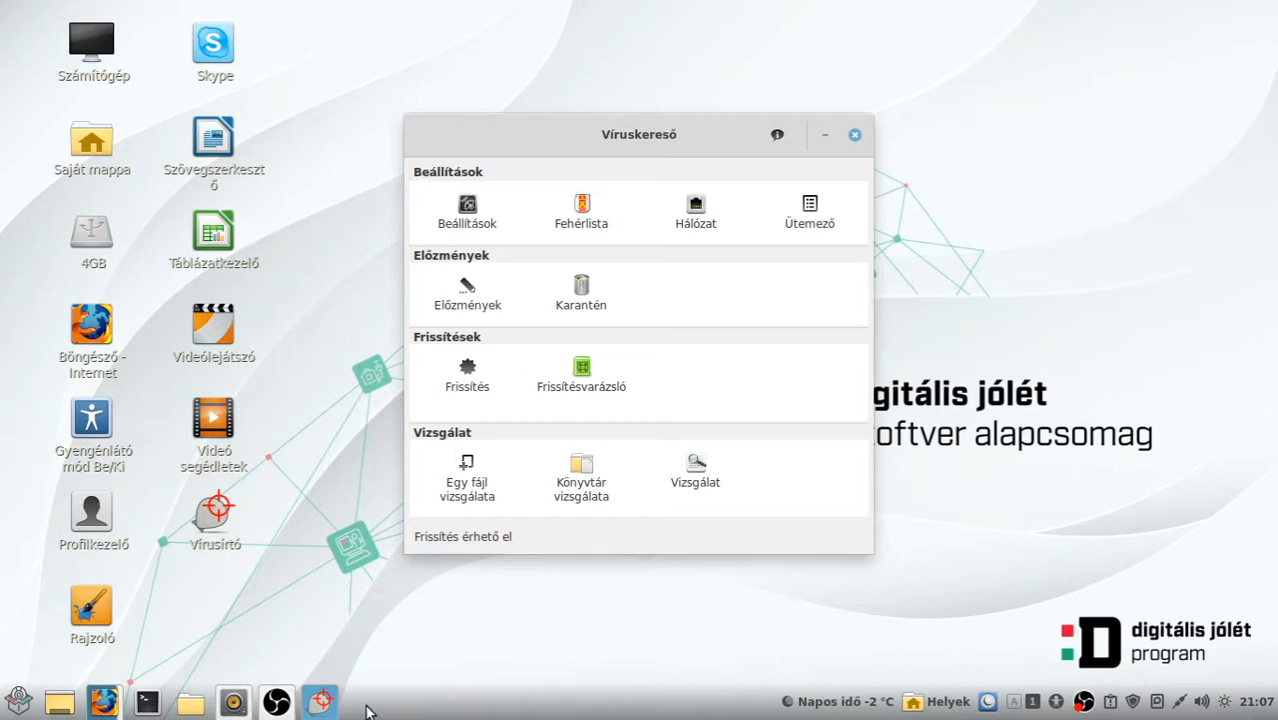 Számítógép
Skype
Saját mappa
Szövegszerkeszt
ő
4GB
Táblázatkezelő
Böngésző -
Internet
Videólejátszó
Gyengénlátó
mód Be/Ki
Videó
segédletek
Profilkezelő
Vírusírtó
Rajzoló
Víruskereső
Beállítások
Beállítások
Fehérlista
Hálózat
Ütemező
Előzmények
Előzmények
Karantén
Frissítések
Frissítés
Frissítésvarázsló
Vizsgálat
Egy fájl
vizsgálata
Könyvtár
vizsgálata
Vizsgálat
Frissítés érhető el
gitális jólét
oftver alapcsomag
D digitális jólét
program
Napos idő -2 °C
Helyek
A
1
21:07